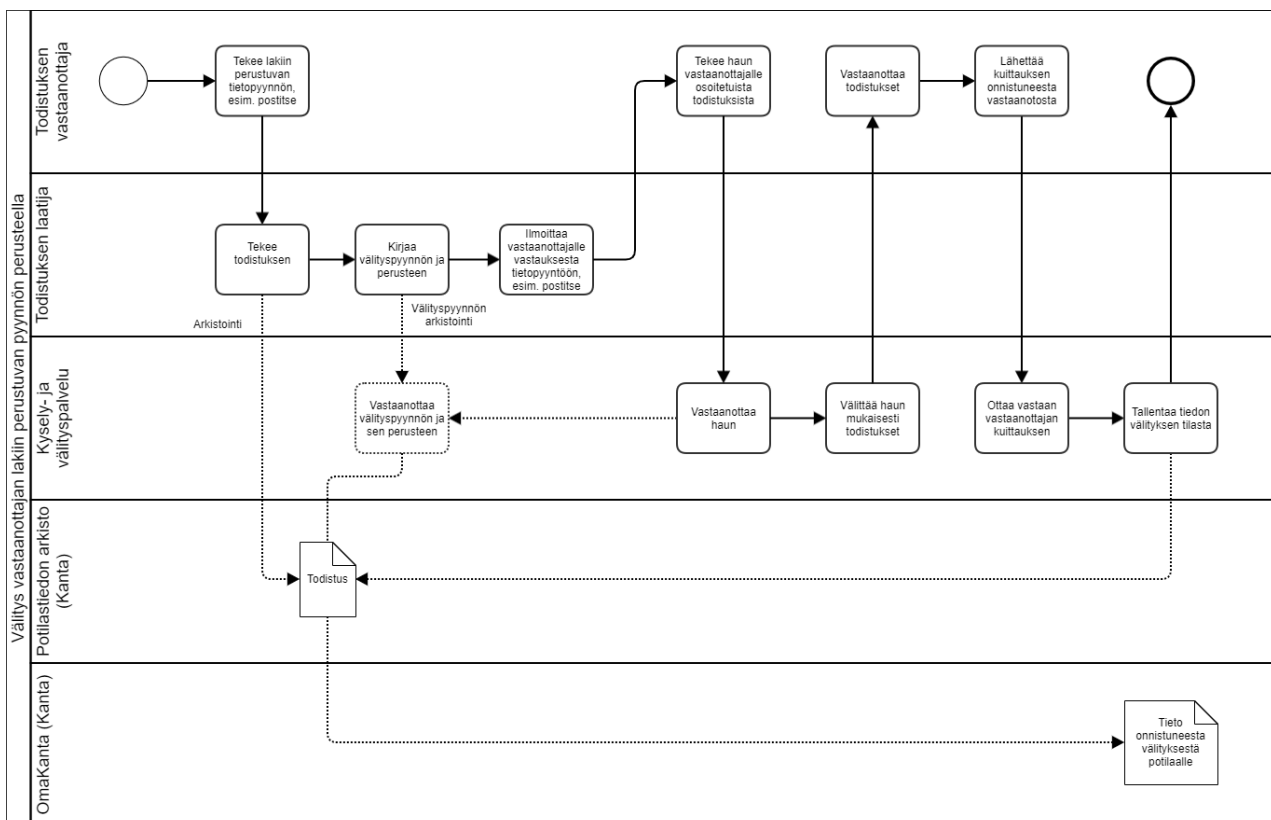 Välitys vastaanottajan lakiin perustuvan pyynnön perusteella
Todistuksen
vastaanottaja
Tekee lakiin
perustuvan
tietopyynnön,
esim. postitse
Tekee haun
vastaanottajalle
osoitetuista
todistuksista
Vastaanottaa
todistukset
Lähettää
kuittauksen
onnistuneesta
vastaanotosta
Todistuksen laatija
Tekee
todistuksen
Kirjaa
välityspyynnön ja
perusteen
Ilmoittaa
vastaanottajalle
vastauksesta
tietopyyntöön,
esim. postitse
Arkistointi
Välityspyynnön
arkistointi
Kysely- ja
välityspalvelu
Vastaanottaa
välityspyynnön ja
sen perusteen
Vastaanottaa
haun
Välittää haun
mukaisesti
todistukset
Ottaa vastaan
vastaanottajan
kuittauksen
Tallentaa tiedon
välityksen tilasta
Potilastiedon arkisto
(Kanta)
Todistus
OmaKanta (Kanta)
Tieto
onnistuneesta
välityksestä
potilaalle